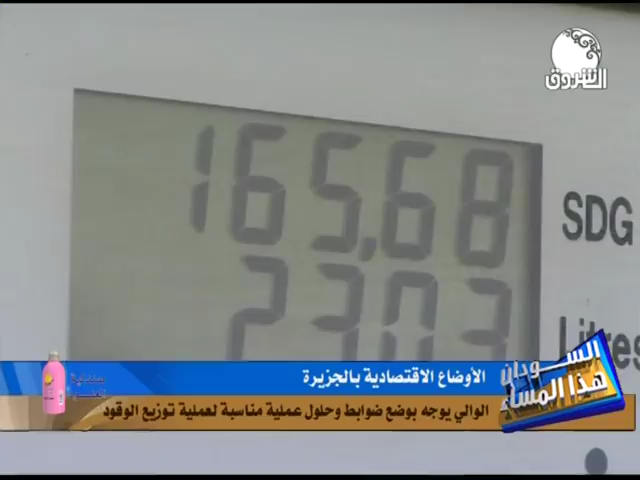 الشروق
165,68
SDG
23.03
Litres
السودان
هذا المساء
الأوضاع الاقتصادية بالجزيرة
الوالي يوجه بوضع ضوابط وحلول عملية مناسبة لعملية توزيع الوقود